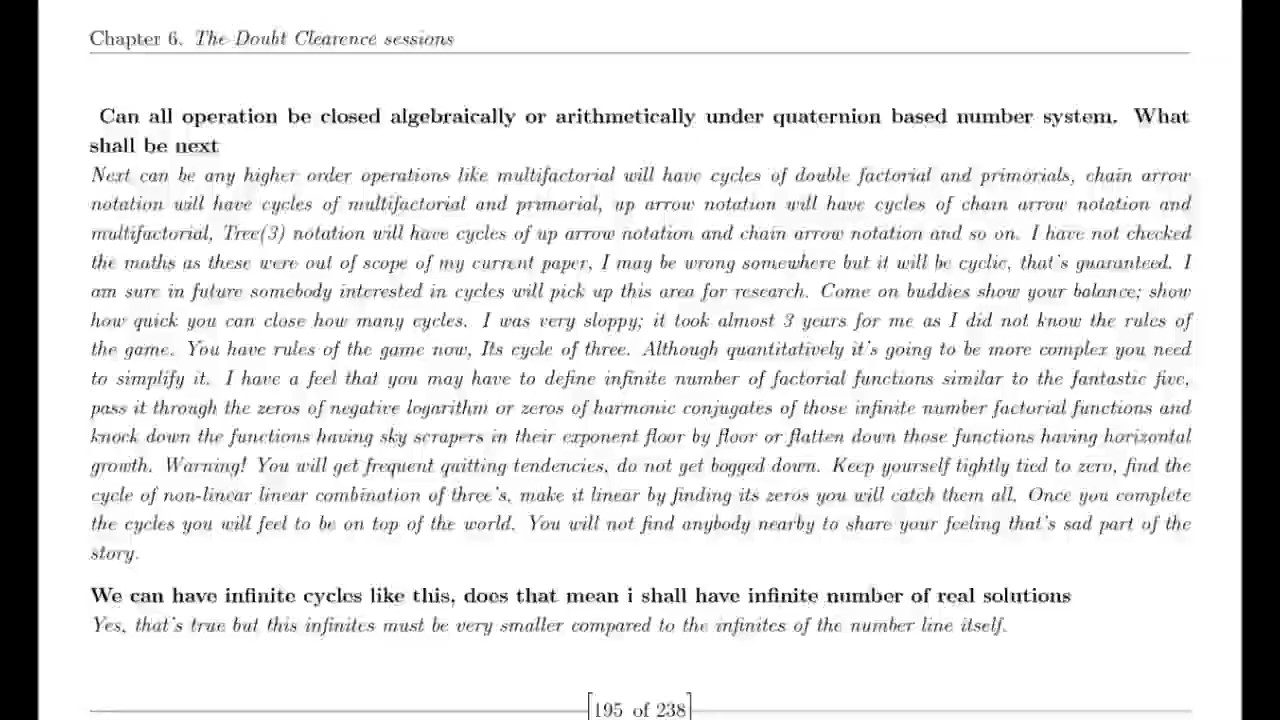 Chapter 6. The Doubt Clearence sessions
Can all operation be closed algebraically or arithmetically under quaternion based number system. What
shall be next
Next can be any higher order operations like multifactorial will have cycles of double factorial and primorials, chain arrow
notation will have cycles of multifactorial and primorial, up arrow notation will have cycles of chain arrow notation and
multifactorial, Tree(3) notation will have cycles of up arrow notation and chain arrow notation and so on. I have not checked
the maths as these were out of scope of my current paper, I may be wrong somewhere but it will be cyclic, that's guaranteed. I
am sure in future somebody interested in cycles will pick up this area for research. Come on buddies show your balance; show
how quick you can close how many cycles. I was very sloppy; it took almost 3 years for me as I did not know the rules of
the game. You have rules of the game now, Its cycle of three. Although quantitatively it's going to be more complex you need
to simplify it. I have a feel that you may have to define infinite number of factorial functions similar to the fantastic five,
pass it through the zeros of negative logarithm or zeros of harmonic conjugates of those infinite number factorial functions and
knock down the functions having sky scrapers in their exponent floor by floor or flatten down those functions having horizontal
growth. Warning! You will get frequent quitting tendencies, do not get bogged down. Keep yourself tightly tied to zero, find the
cycle of non-linear linear combination of three's, make it linear by finding its zeros you will catch them all. Once you complete
the cycles you will feel to be on top of the world. You will not find anybody nearby to share your feeling that's sad part of the
story.
We can have infinite cycles like this, does that mean i shall have infinite number of real solutions
Yes, that's true but this infinites must be very smaller compared to the infinites of the number line itself.
[195 of 238]